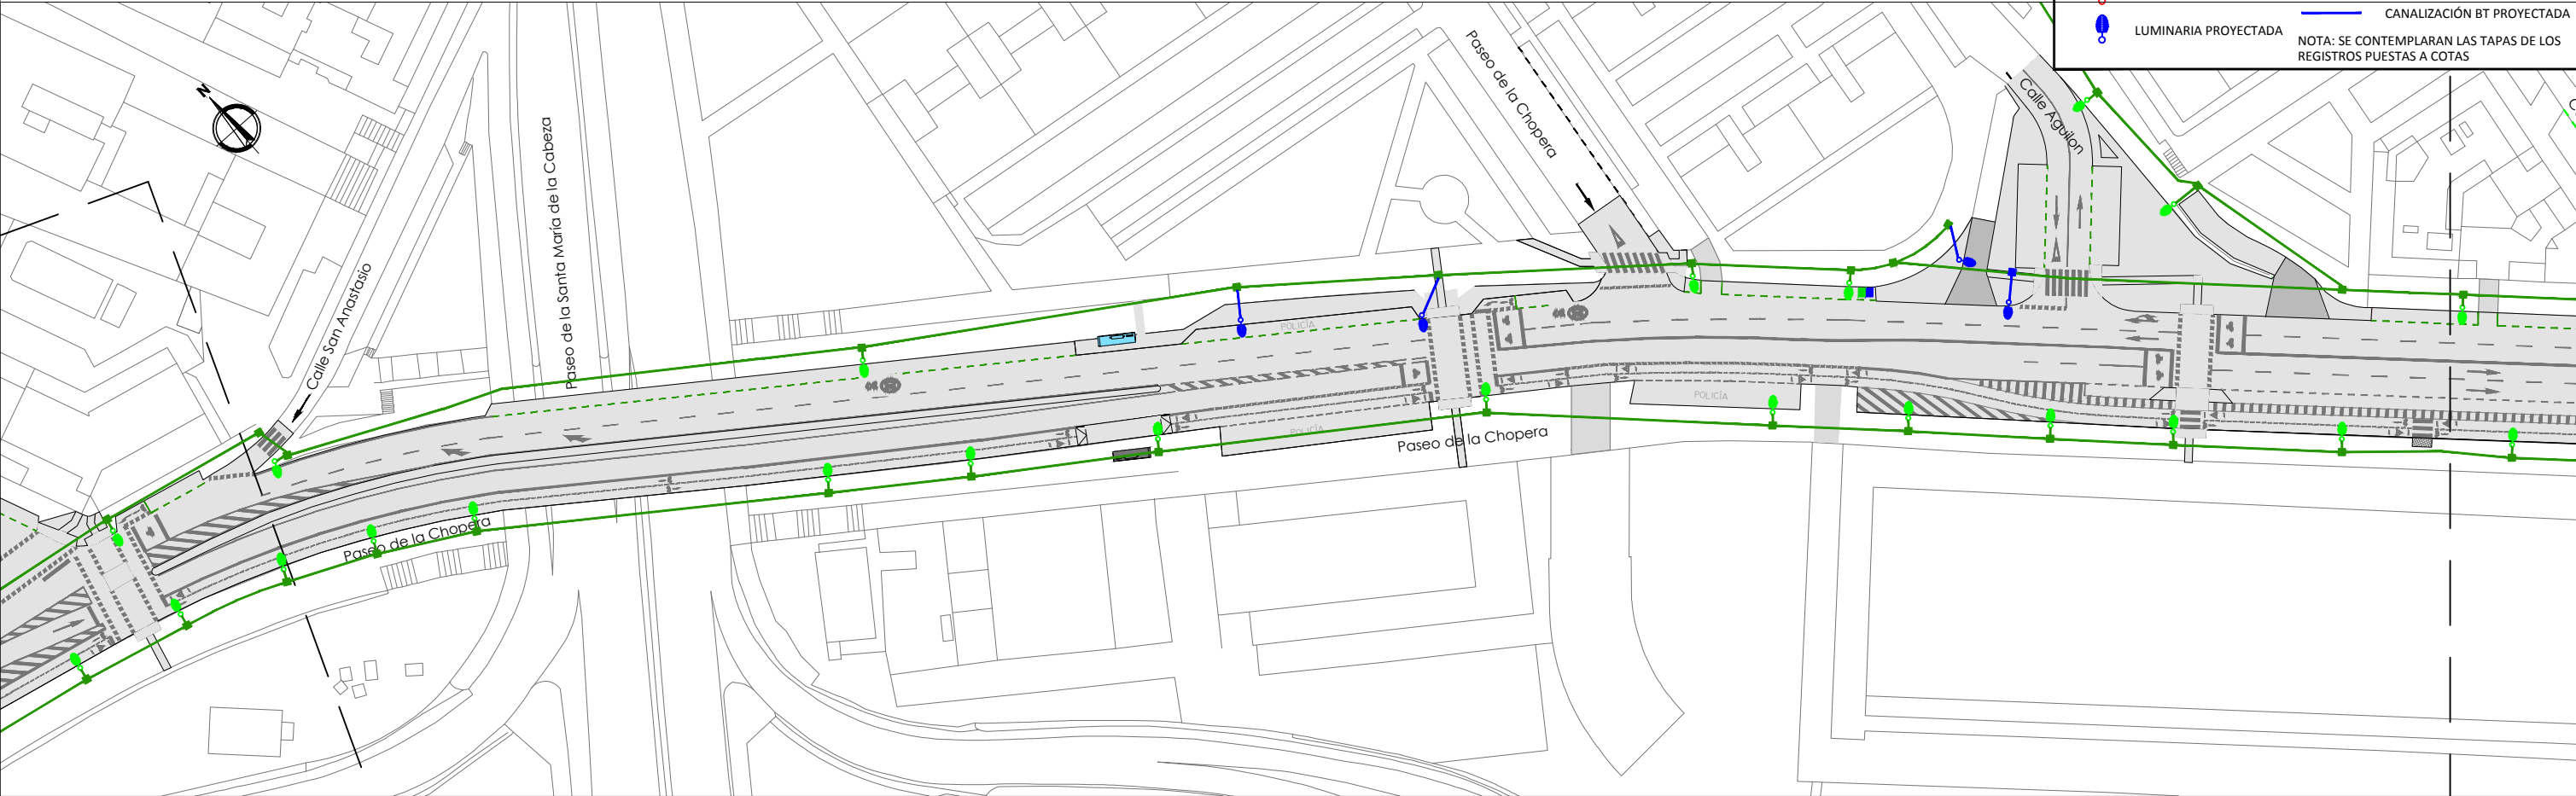 CANALIZACIÓN BT PROYECTADA
LUMINARIA PROYECTADA
NOTA: SE CONTEMPLARAN LAS TAPAS DE LOS
REGISTROS PUESTAS A COTAS
N
Calle San Anastasio
Paseo de la Santa María de la Cabeza
Paseo de la Chopera
Calle Aguilon
POLICÍA
POLICÍA
POLICÍA
Paseo de la Chopera
Paseo de la Chopera